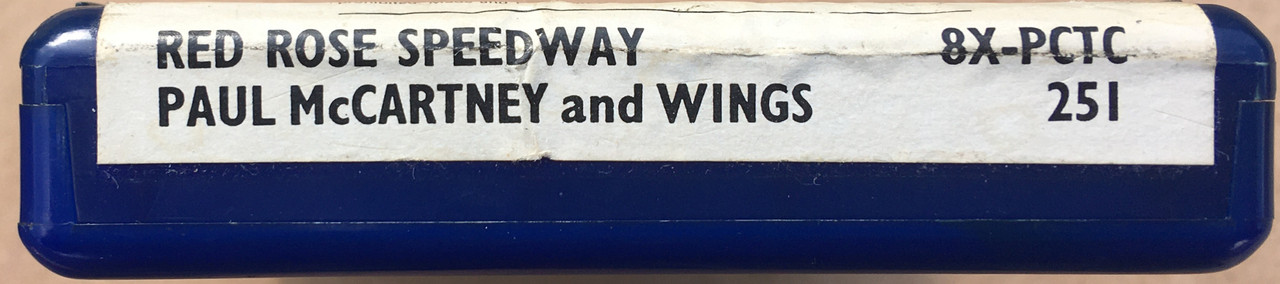 RED ROSE SPEEDWAY 8X-PCTC
PAUL McCARTNEY and WINGS 251